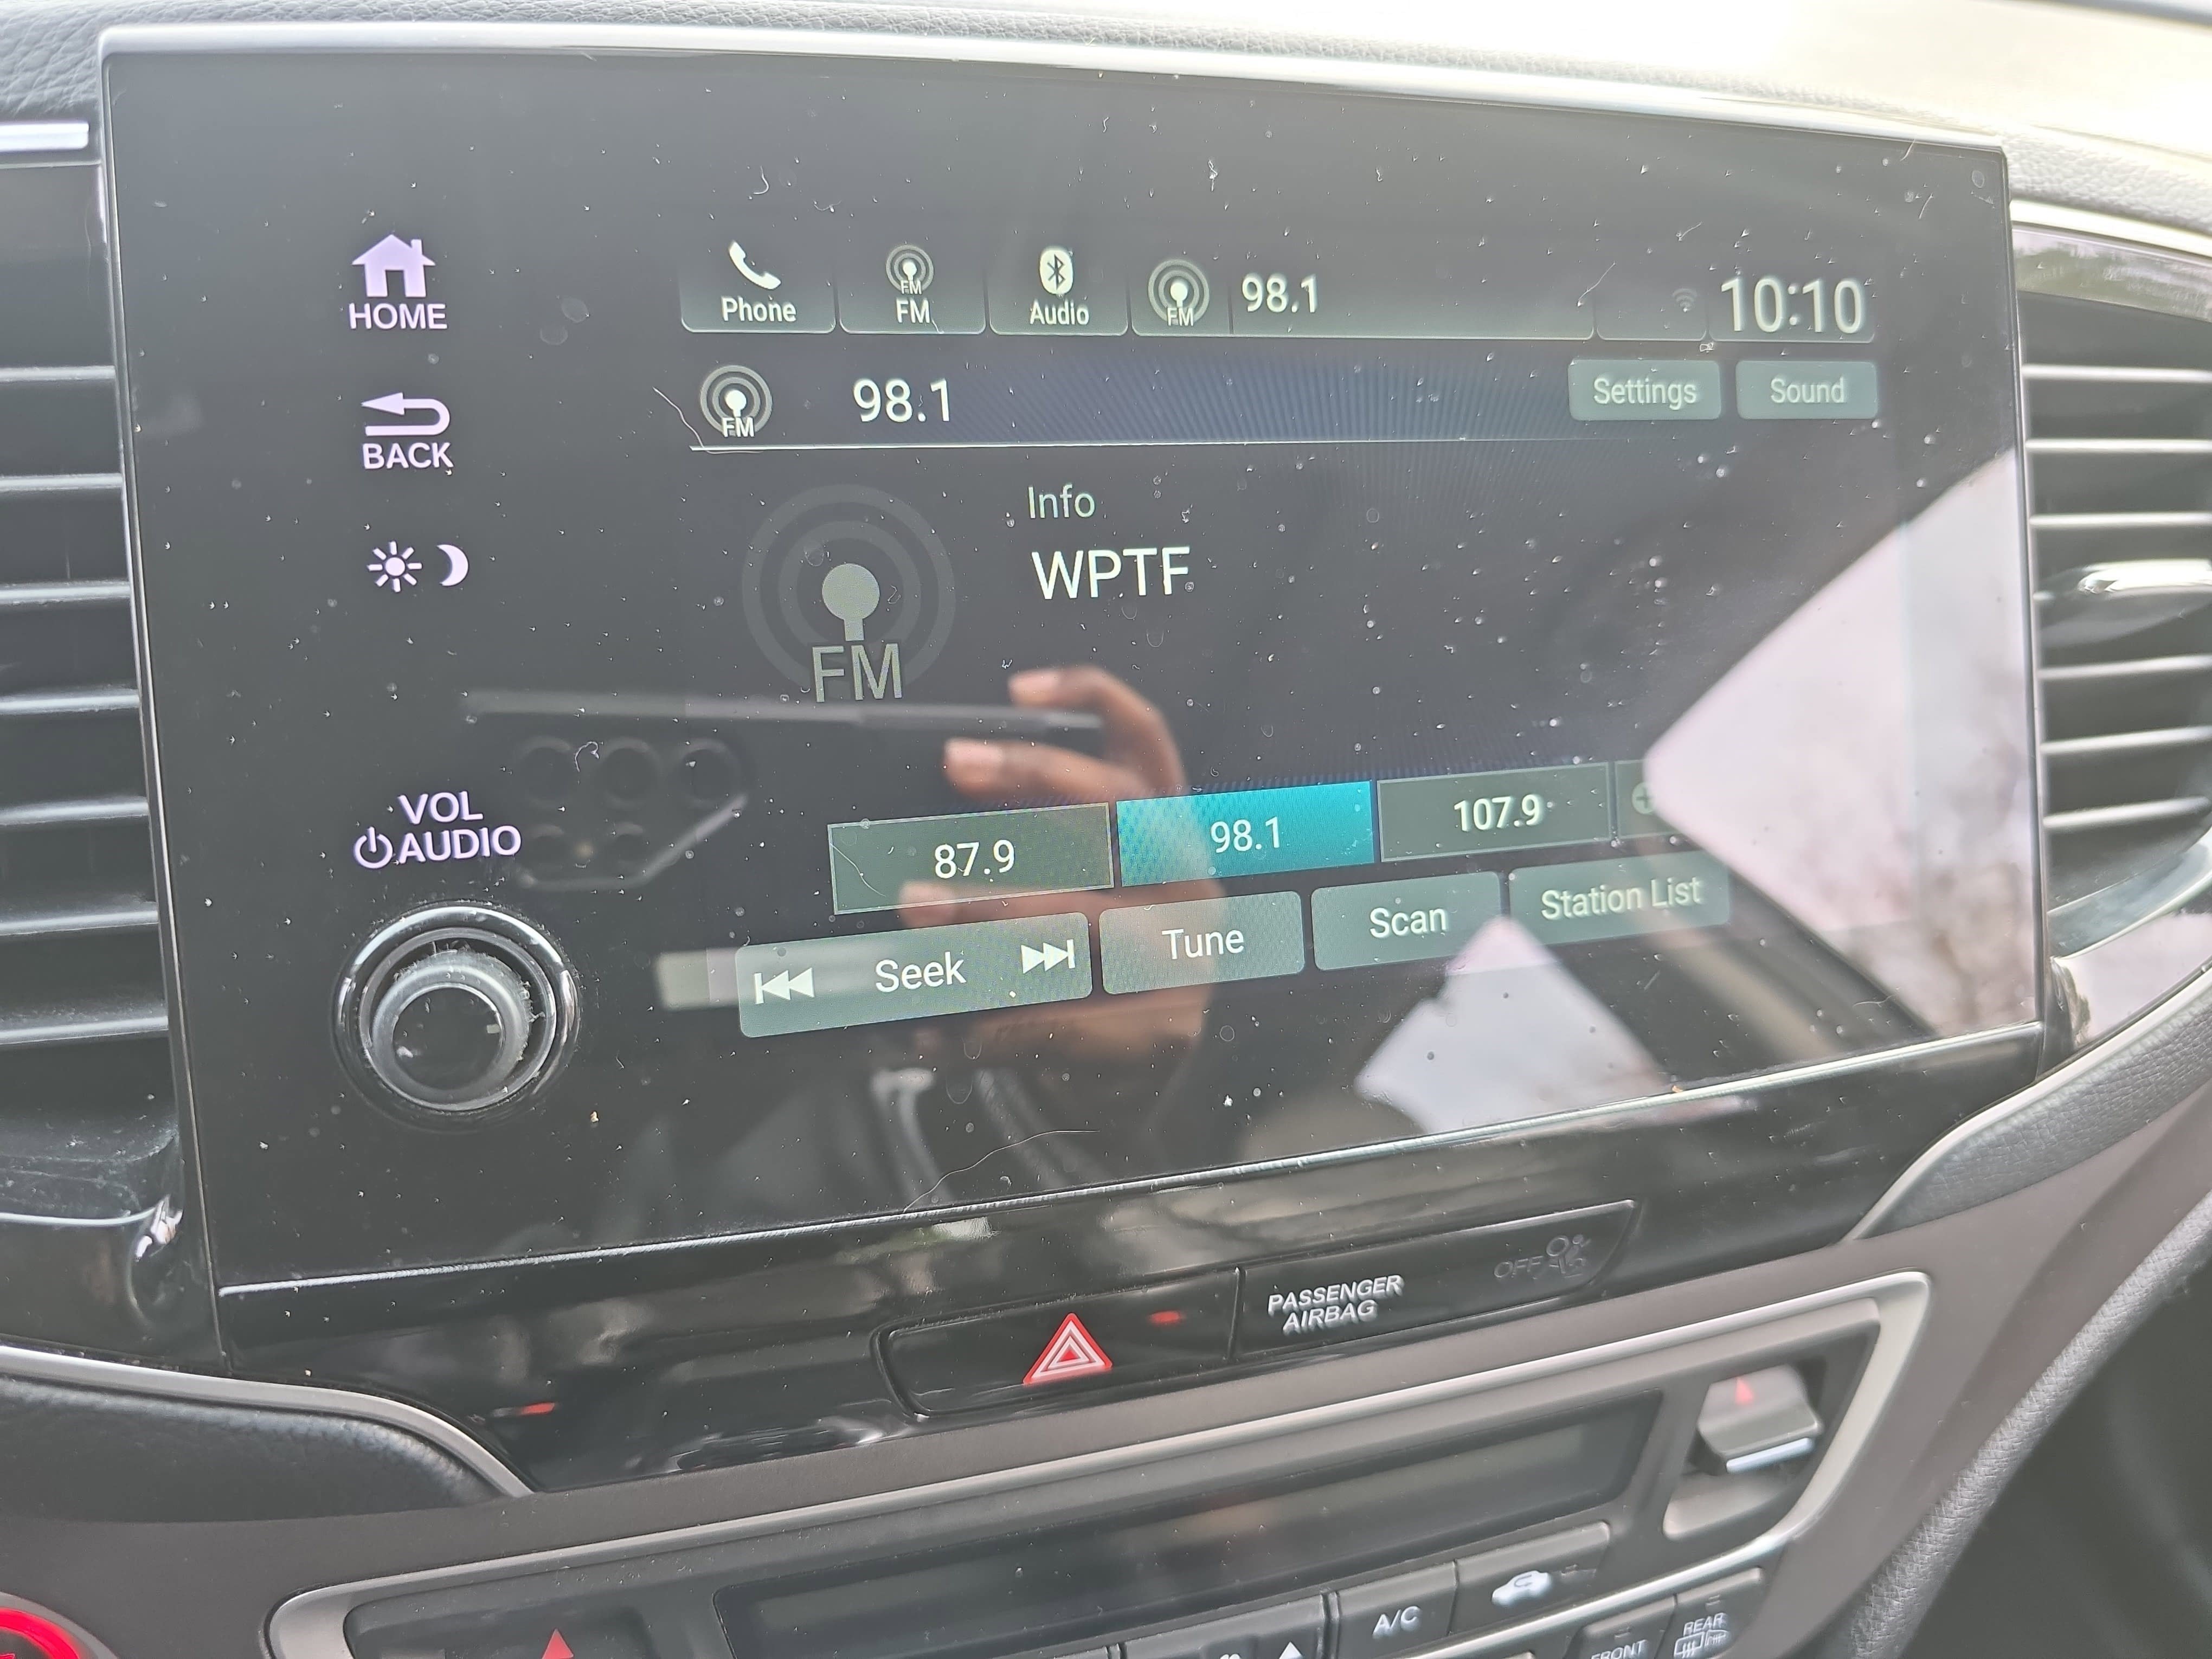 HOME
BACK
VOL
AUDIO
Phone
FM
FM
Audio
FM
98.1
10:10
FM
98.1
Settings
Sound
Info
WPTF
FM
87.9
98.1
107.9
Seek
Tune
Scan
Station List
PASSENGER
AIRBAG
OFF
A/C
FRONT
REAR